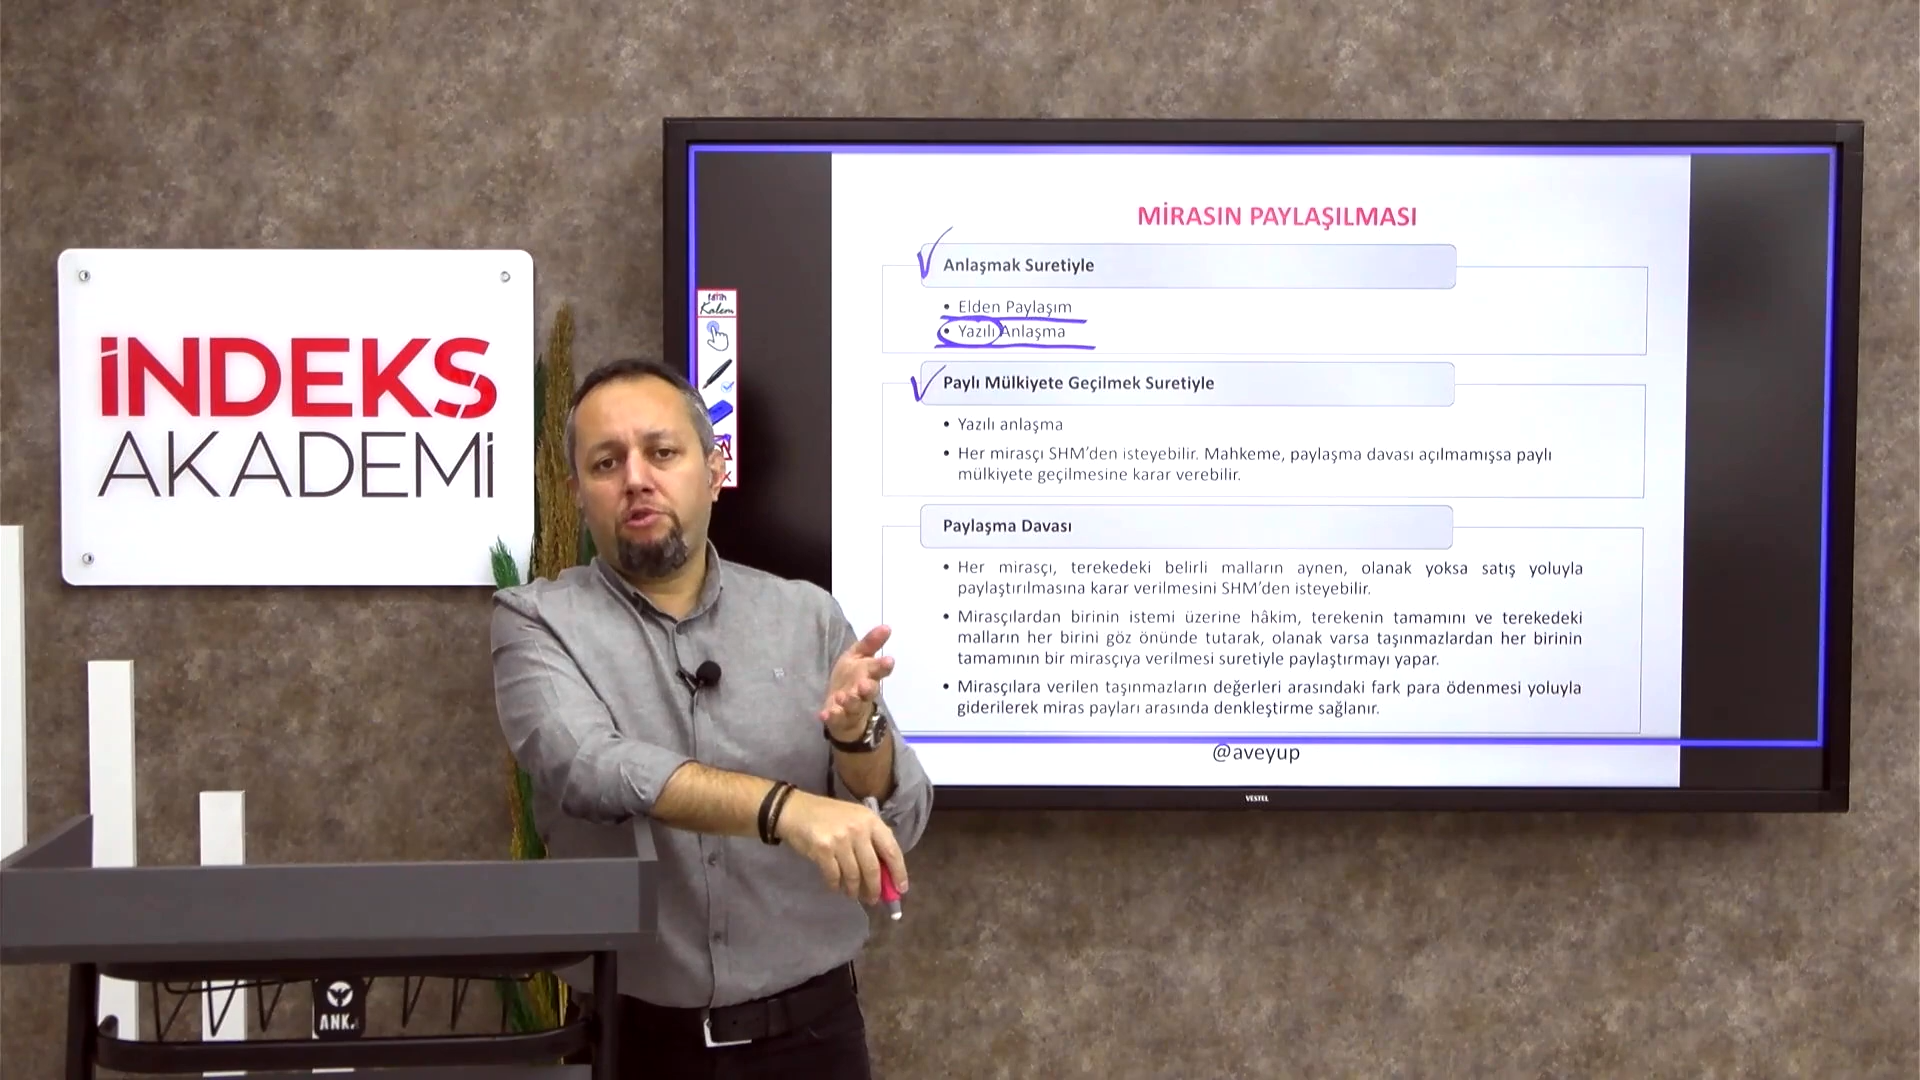 İNDEKS
AKADEMİ
MİRASIN PAYLAŞILMASI
Anlaşmak Suretiyle
• Elden Paylaşım
• Yazılı Anlaşma
Paylı Mülkiyete Geçilmek Suretiyle
• Yazılı anlaşma
• Her mirasçı SHM’den isteyebilir. Mahkeme, paylaşma davası açılmamışsa paylı
mülkiyete geçilmesine karar verebilir.
Paylaşma Davası
• Her mirasçı, terekedeki belirli malların aynen, olanak yoksa satış yoluyla
paylaştırılmasına karar verilmesini SHM’den isteyebilir.
• Mirasçılardan birinin istemi üzerine hâkim, terekenin tamamını ve terekedeki
malların her birini göz önünde tutarak, olanak varsa taşınmazlardan her birinin
tamamının bir mirasçıya verilmesi suretiyle paylaştırmayı yapar.
• Mirasçılara verilen taşınmazların değerleri arasındaki fark para ödenmesi yoluyla
giderilerek miras payları arasında denkleştirme sağlanır.
@aveyup
VESTEL
fatih
Kalem
ANK.